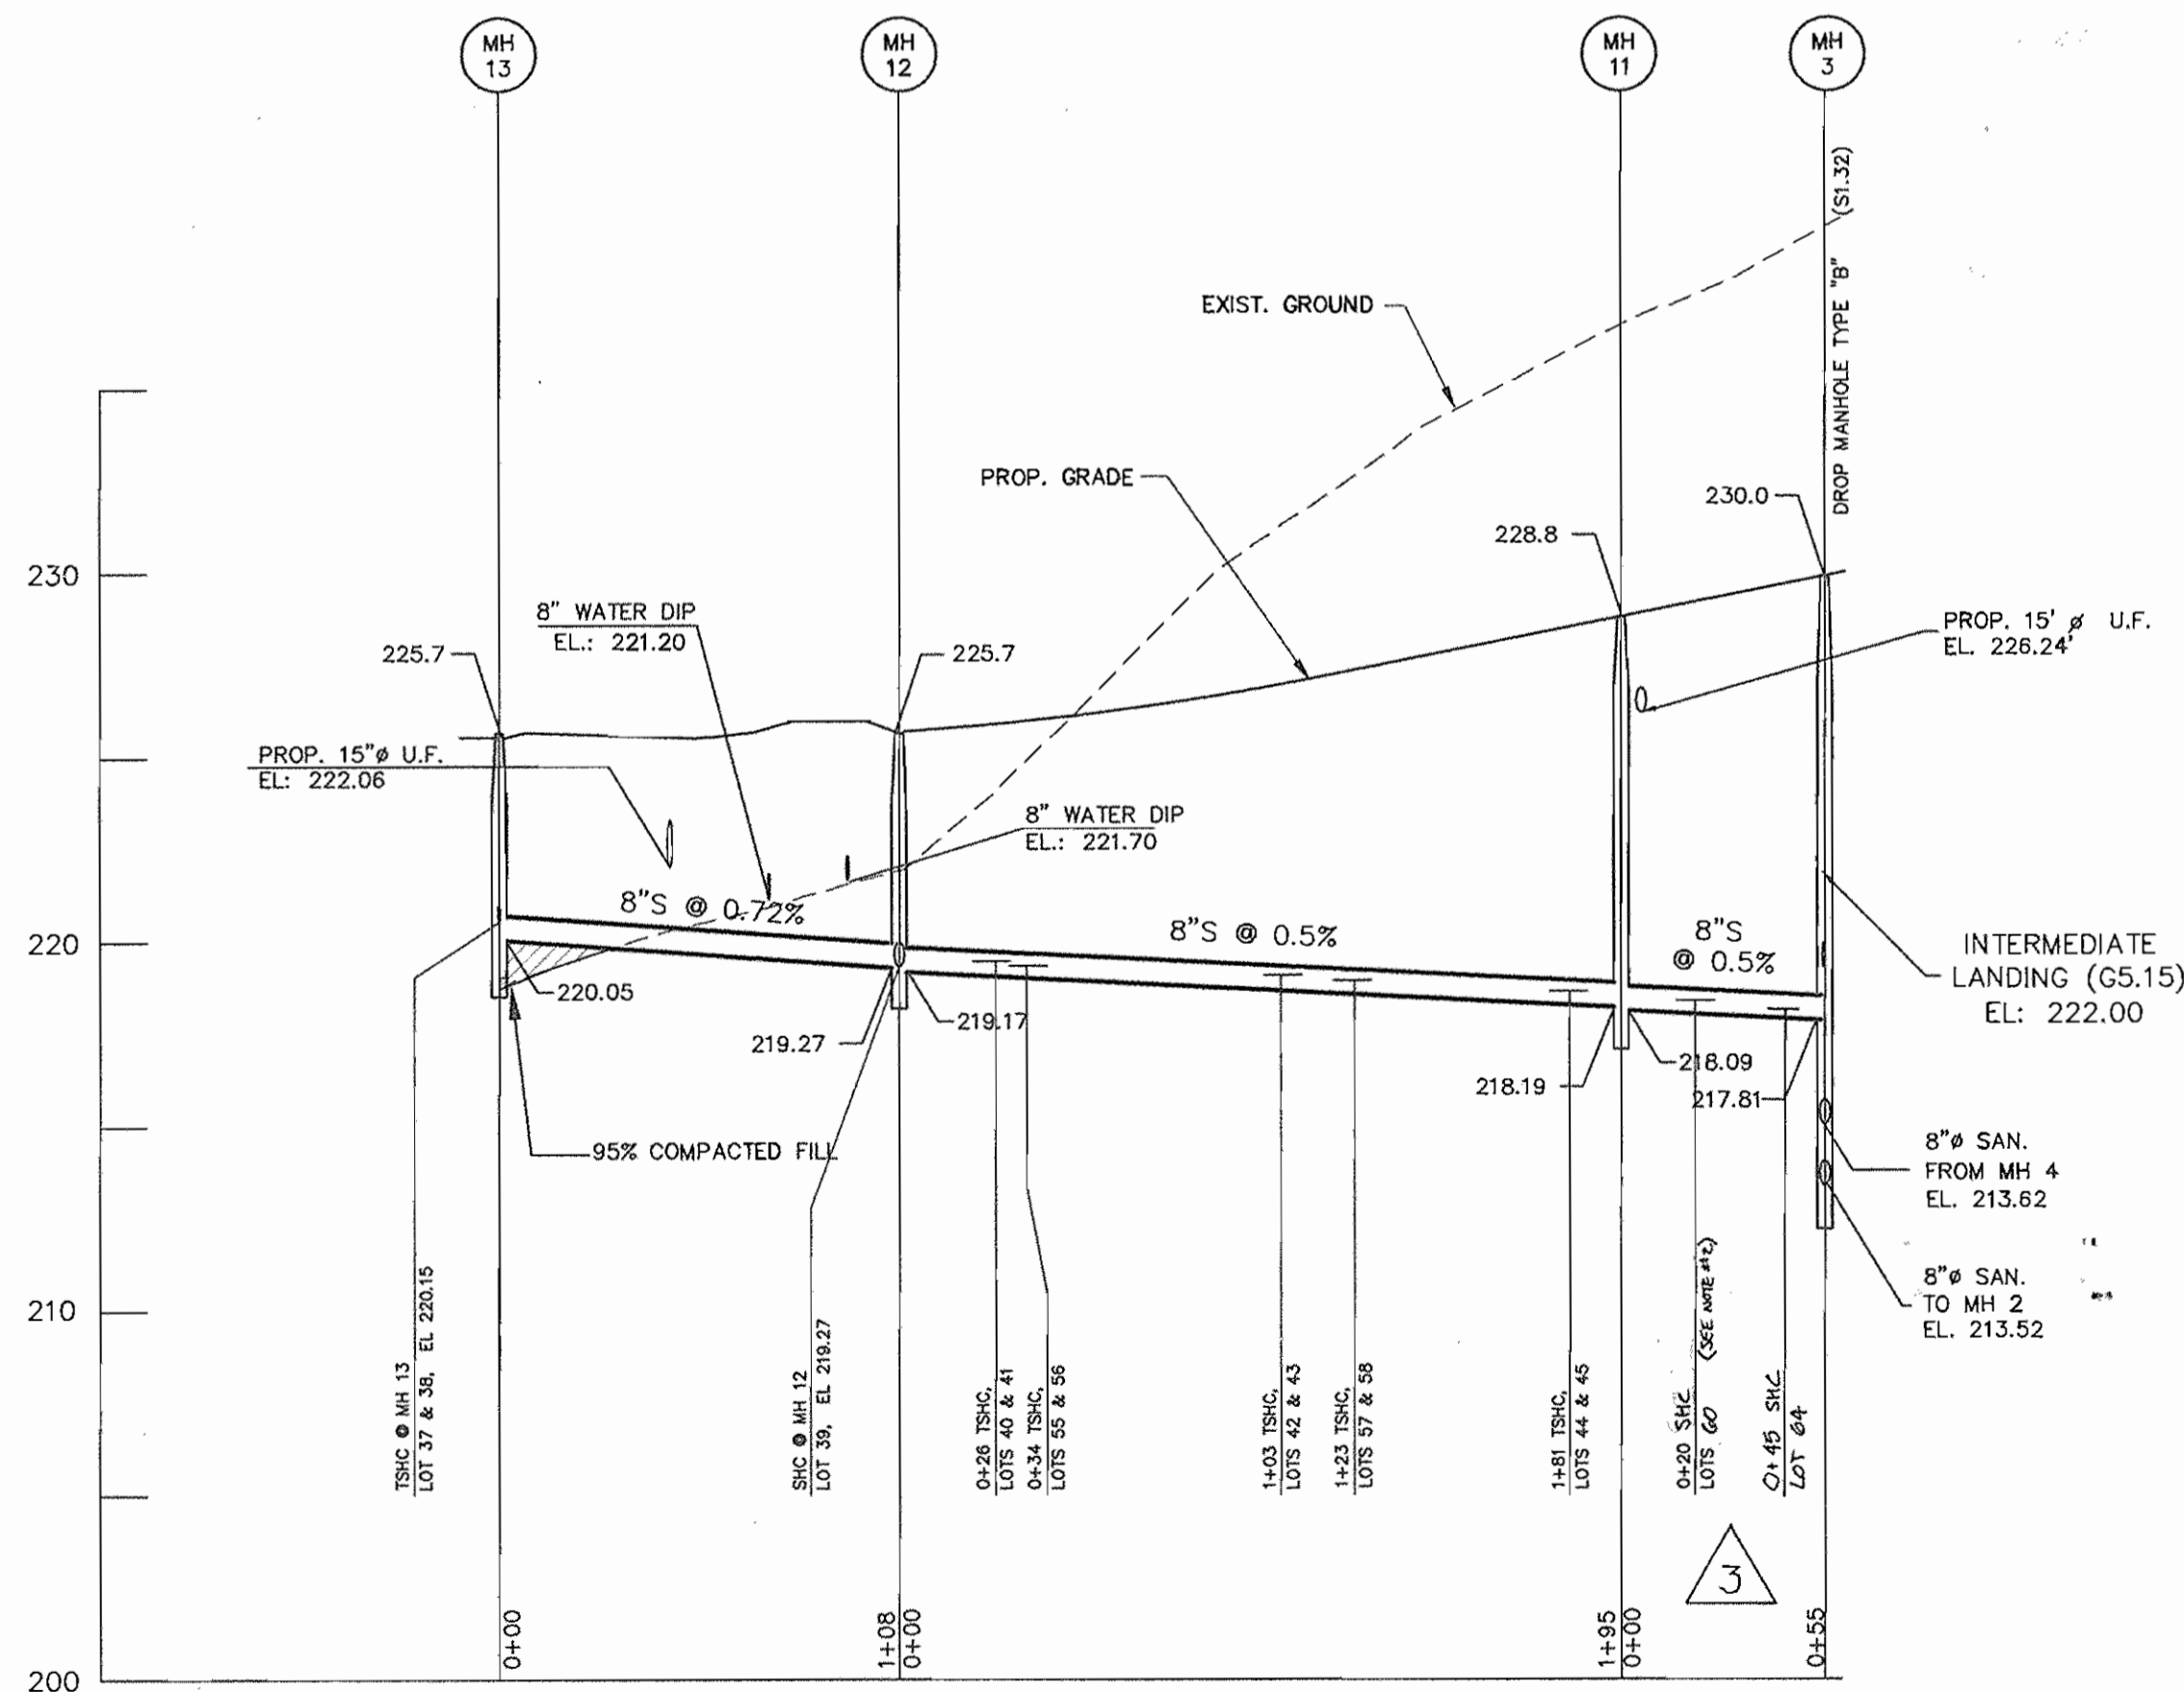 MH
13
MH
12
MH
11
MH
3
DROP MANHOLE TYPE "B" (S1.32)
EXIST. GROUND
PROP. GRADE
230.0
228.8
230
8" WATER DIP
EL.: 221.20
225.7
225.7
PROP. 15' ø U.F.
EL. 226.24'
PROP. 15"ø U.F.
EL: 222.06
8" WATER DIP
EL.: 221.70
8"S @ 0.72%
8"S @ 0.5%
8"S
@ 0.5%
220
INTERMEDIATE
LANDING (G5.15)
EL: 222.00
220.05
219.17
219.27
218.09
218.19
217.81
95% COMPACTED FILL
8"ø SAN.
FROM MH 4
EL. 213.62
8"ø SAN.
TO MH 2
EL. 213.52
210
TSHC @ MH 13
LOT 37 & 38, EL 220.15
SHC @ MH 12
LOT 39, EL 219.27
0+26 TSHC,
LOTS 40 & 41
0+34 TSHC,
LOTS 55 & 56
1+03 TSHC,
LOTS 42 & 43
1+23 TSHC,
LOTS 57 & 58
1+81 TSHC,
LOTS 44 & 45
0+20 SHC
LOTS 60 (SEE NOTE #2)
0+45 SHC
LOT 64
3
0+00
1+08
0+00
1+95
0+00
0+55
200